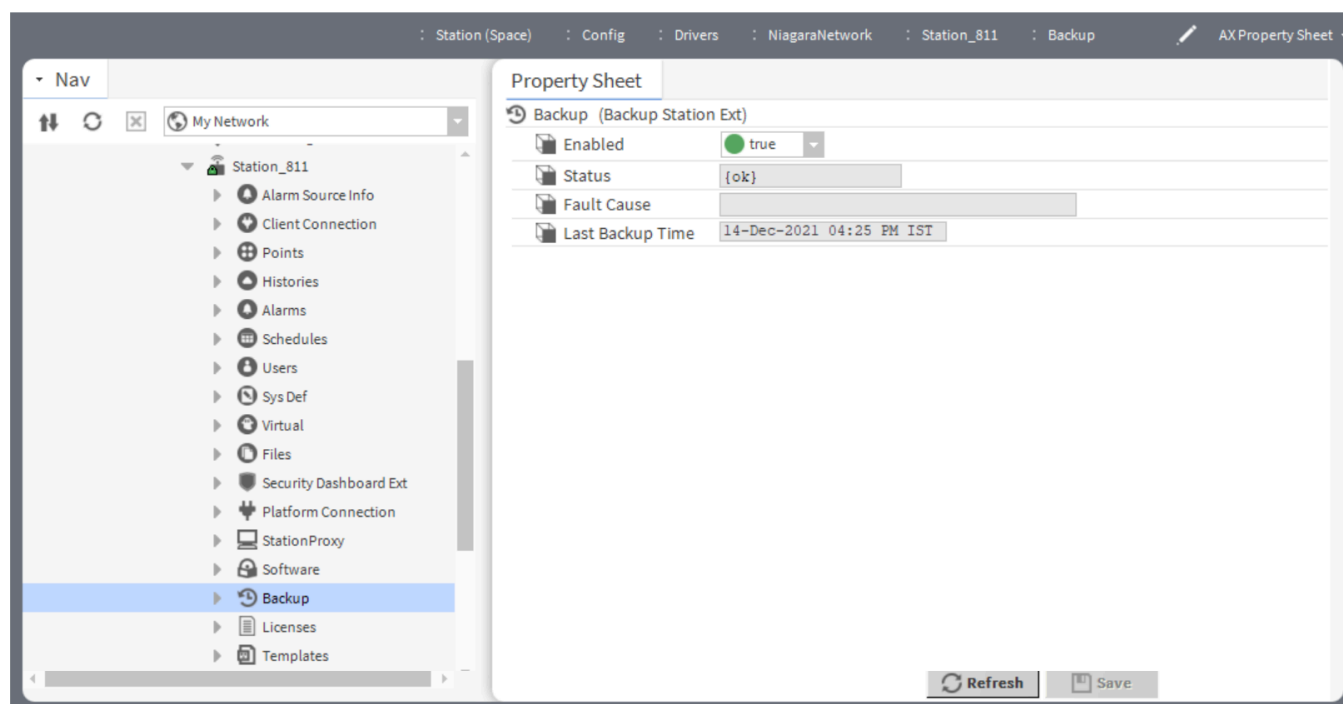 : Station (Space) : Config : Drivers : NiagaraNetwork : Station_811 : Backup AX Property Sheet
Nav
My Network
Station_811
Alarm Source Info
Client Connection
Points
Histories
Alarms
Schedules
Users
Sys Def
Virtual
Files
Security Dashboard Ext
Platform Connection
StationProxy
Software
Backup
Licenses
Templates
Property Sheet
Backup (Backup Station Ext)
Enabled true
Status {ok}
Fault Cause
Last Backup Time 14-Dec-2021 04:25 PM IST
Refresh Save